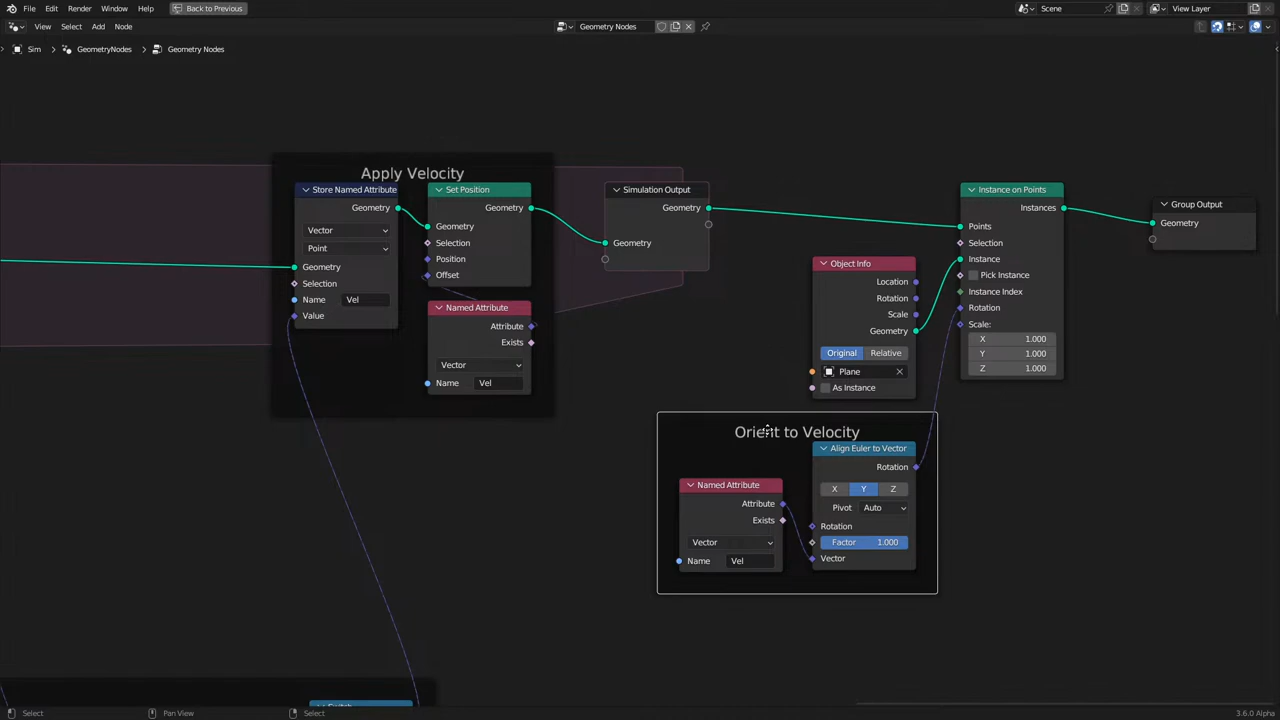 File Edit Render Window Help Back to Previous Scene View Layer
View Select Add Node Geometry Nodes
Sim GeometryNodes Geometry Nodes
Apply Velocity
Store Named Attribute
Geometry
Vector
Point
Geometry
Selection
Name Vel
Value
Set Position
Geometry
Geometry
Selection
Position
Offset
Named Attribute
Attribute
Exists
Vector
Name Vel
Simulation Output
Geometry
Geometry
Object Info
Location
Rotation
Scale
Geometry
Original Relative
Plane
As Instance
Instance on Points
Instances
Points
Selection
Instance
Pick Instance
Instance Index
Rotation
Scale:
X 1.000
Y 1.000
Z 1.000
Group Output
Geometry
Orient to Velocity
Named Attribute
Attribute
Exists
Vector
Name Vel
Align Euler to Vector
Rotation
X Y Z
Pivot Auto
Rotation
Factor 1.000
Vector
Switch
Select Pan View Select 3.6.0 Alpha